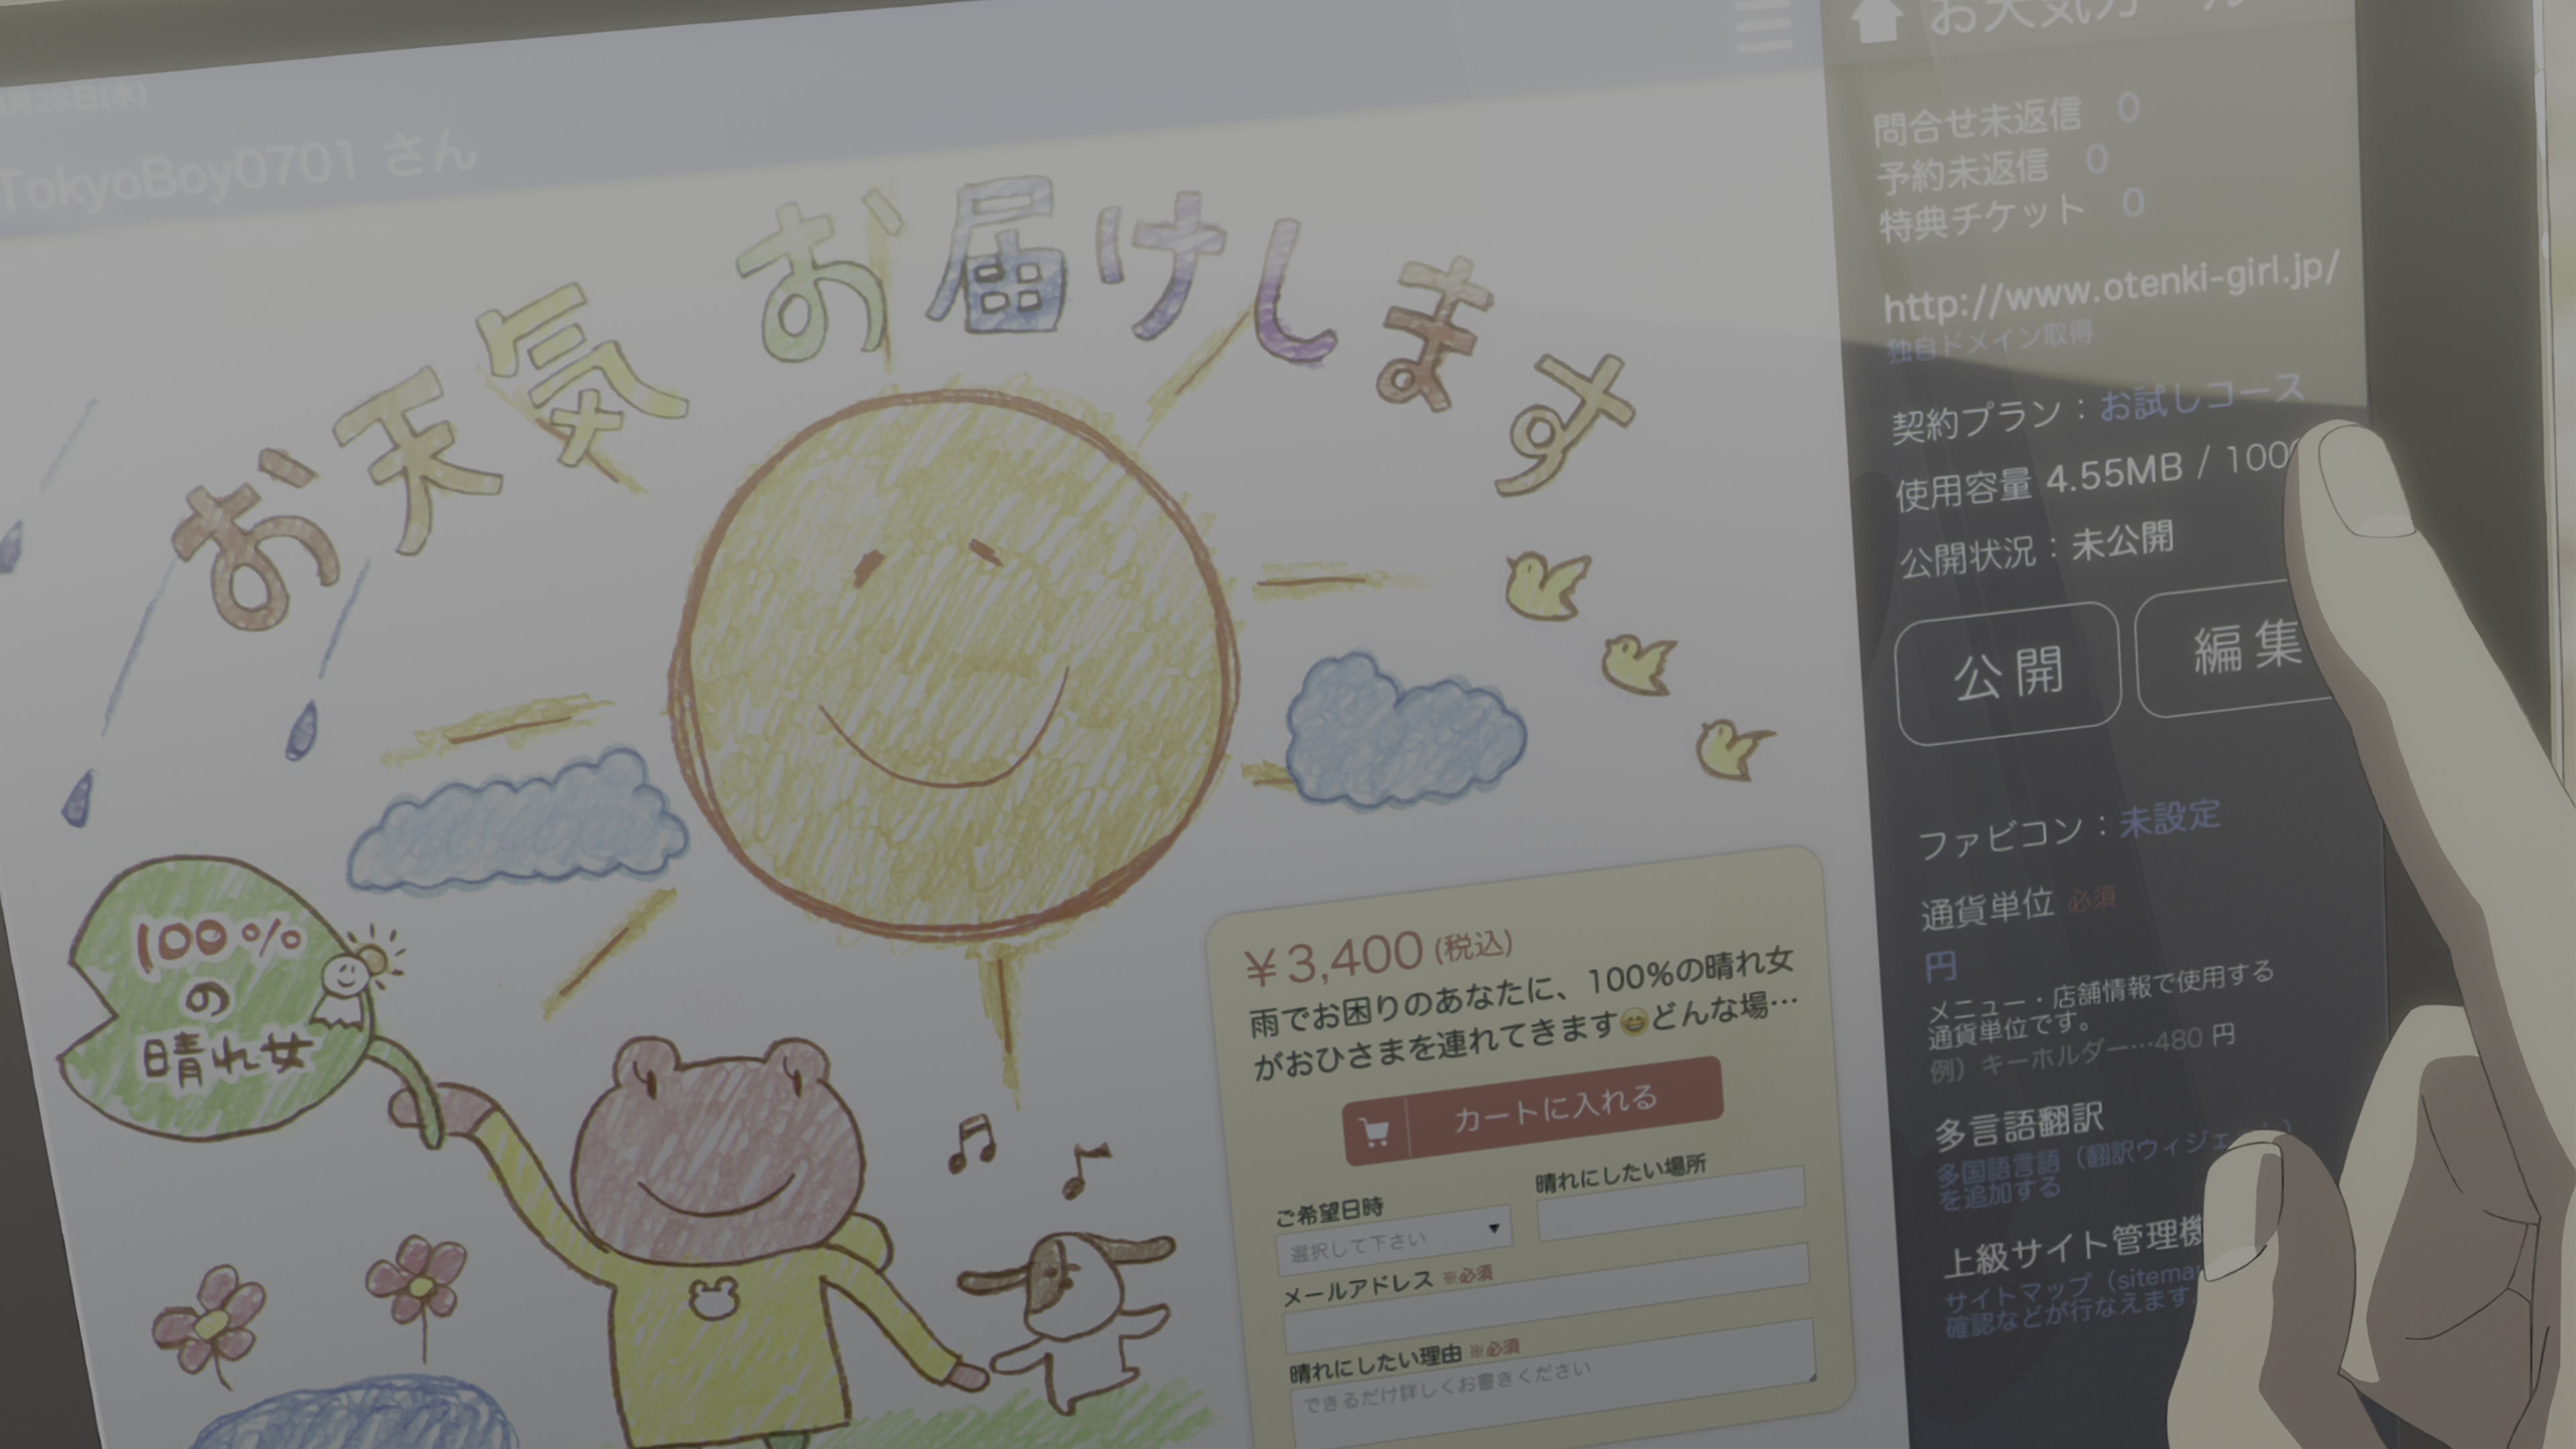 TokyoBoy0701 さん
お天気 お届けします
100%
の
晴れ女
¥3,400 (税込)
雨でお困りのあなたに、100%の晴れ女
がおひさまを連れてきます😄どんな場…
カートに入れる
ご希望日時
選択して下さい
晴れにしたい場所
メールアドレス ※必須
晴れにしたい理由 ※必須
できるだけ詳しくお書きください
問合せ未返信 0
予約未返信 0
特典チケット 0
http://www.otenki-girl.jp/
独自ドメイン取得
契約プラン：お試しコース
使用容量 4.55MB / 100
公開状況：未公開
公開
編集
ファビコン：未設定
通貨単位 必須
円
メニュー・店舗情報で使用する
通貨単位です。
例）キーホルダー…480 円
多言語翻訳
多国語言語（翻訳ウィジェット）
を追加する
上級サイト管理機
サイトマップ（sitemap
確認などが行なえます。